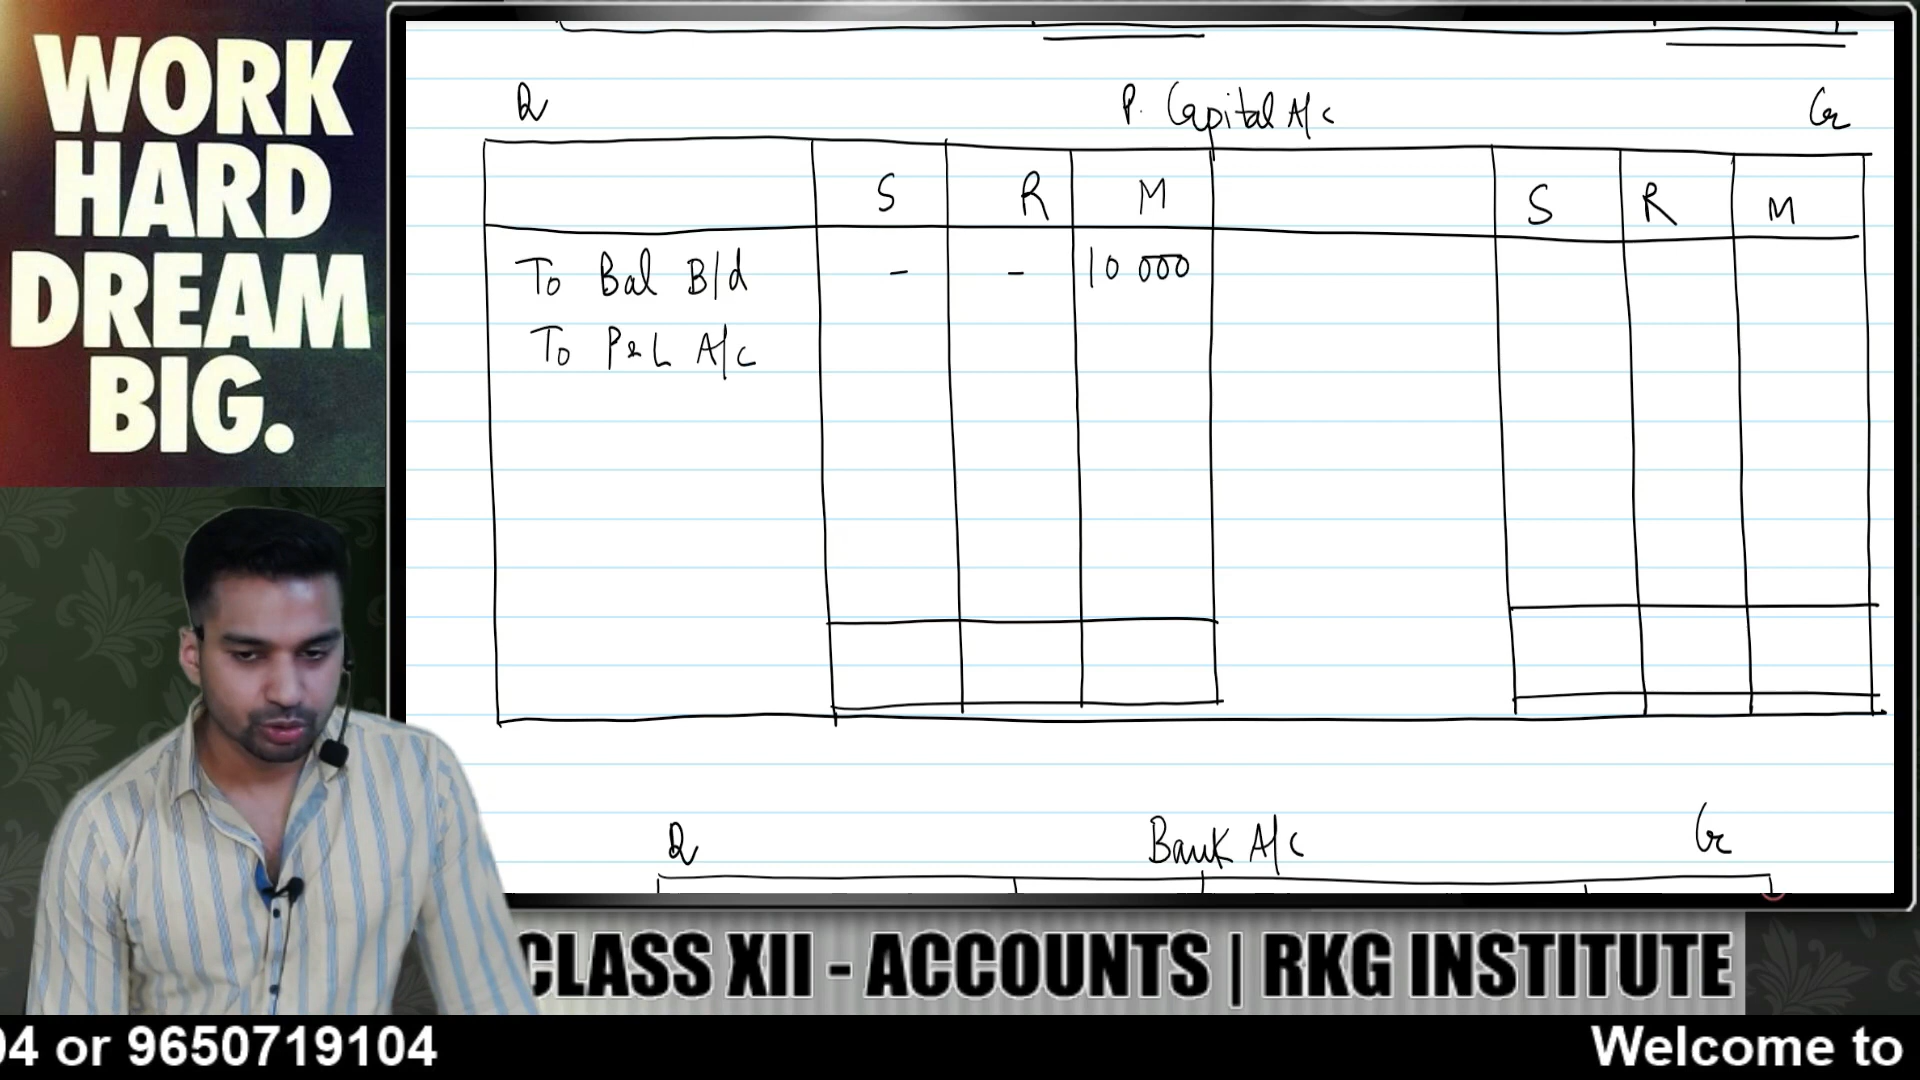 WORK
HARD
DREAM
BIG.
Dr P. Capital A/c Cr
S R M S R M
To Bal B/d - - 10 000
To P&L A/c
Dr Bank A/c Cr
CLASS XII - ACCOUNTS | RKG INSTITUTE
04 or 9650719104 Welcome to